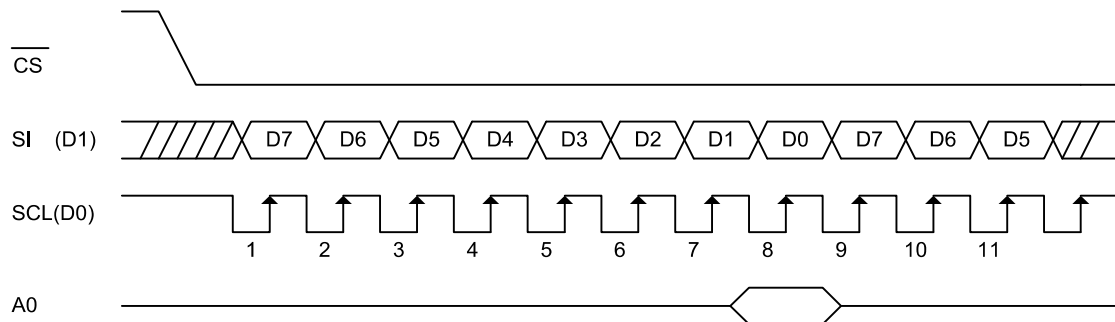 CS
SI (D1) D7 D6 D5 D4 D3 D2 D1 D0 D7 D6 D5
SCL(D0)
1 2 3 4 5 6 7 8 9 10 11
A0